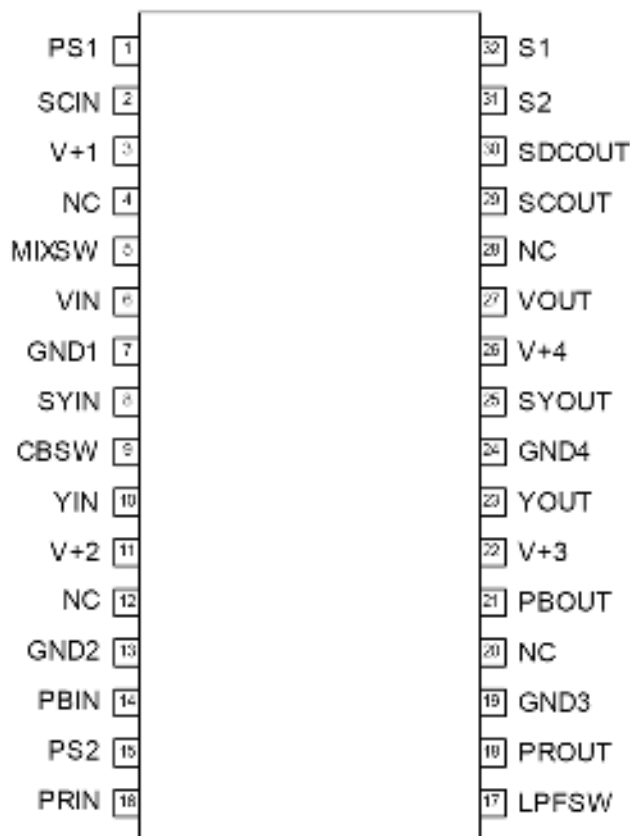 PS1 1 32 S1
SCIN 2 31 S2
V+1 3 30 SDCOUT
NC 4 29 SCOUT
MIXSW 5 28 NC
VIN 6 27 VOUT
GND1 7 26 V+4
SYIN 8 25 SYOUT
CBSW 9 24 GND4
YIN 10 23 YOUT
V+2 11 22 V+3
NC 12 21 PBOUT
GND2 13 20 NC
PBIN 14 19 GND3
PS2 15 18 PROUT
PRIN 16 17 LPFSW